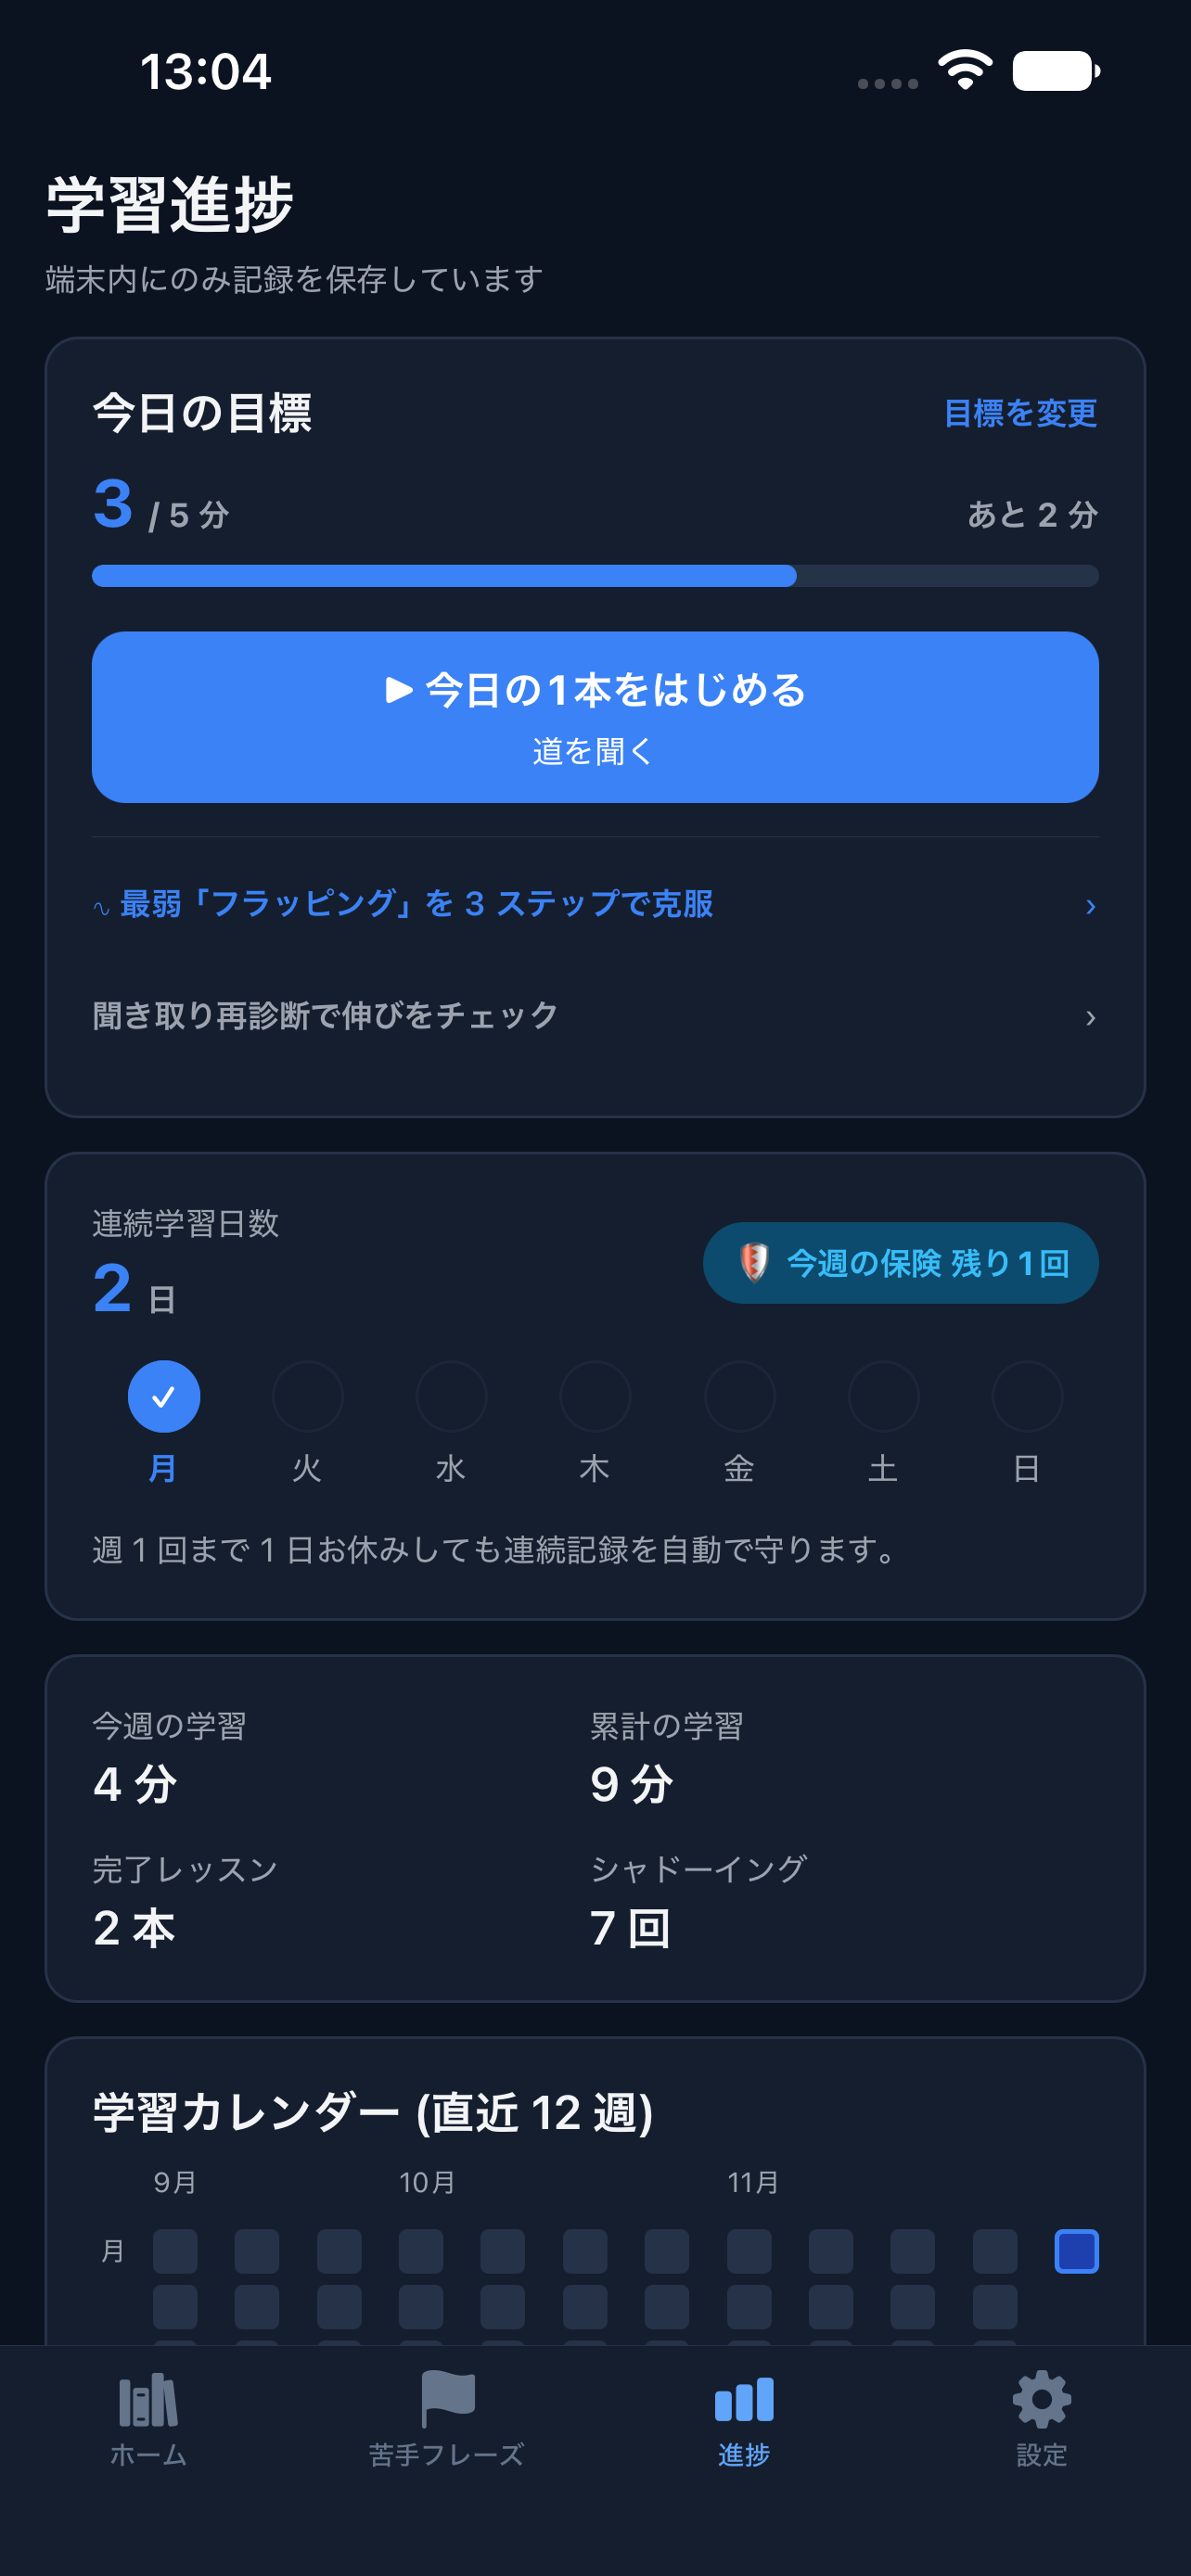 13:04
学習進捗
端末内にのみ記録を保存しています
今日の目標
目標を変更
3 / 5 分
あと 2 分
▶ 今日の1本をはじめる
道を聞く
∿ 最弱「フラッピング」を 3 ステップで克服 ›
聞き取り再診断で伸びをチェック ›
連続学習日数
2 日
今週の保険 残り1回
月 火 水 木 金 土 日
週 1 回まで 1 日お休みしても連続記録を自動で守ります。
今週の学習 累計の学習
4 分 9 分
完了レッスン シャドーイング
2 本 7 回
学習カレンダー (直近 12 週)
9月 10月 11月
月
ホーム 苦手フレーズ 進捗 設定